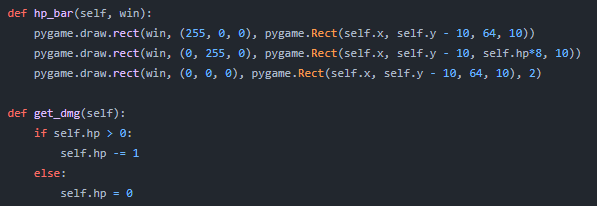 def hp_bar(self, win):
    pygame.draw.rect(win, (255, 0, 0), pygame.Rect(self.x, self.y - 10, 64, 10))
    pygame.draw.rect(win, (0, 255, 0), pygame.Rect(self.x, self.y - 10, self.hp*8, 10))
    pygame.draw.rect(win, (0, 0, 0), pygame.Rect(self.x, self.y - 10, 64, 10), 2)

def get_dmg(self):
    if self.hp > 0:
        self.hp -= 1
    else:
        self.hp = 0